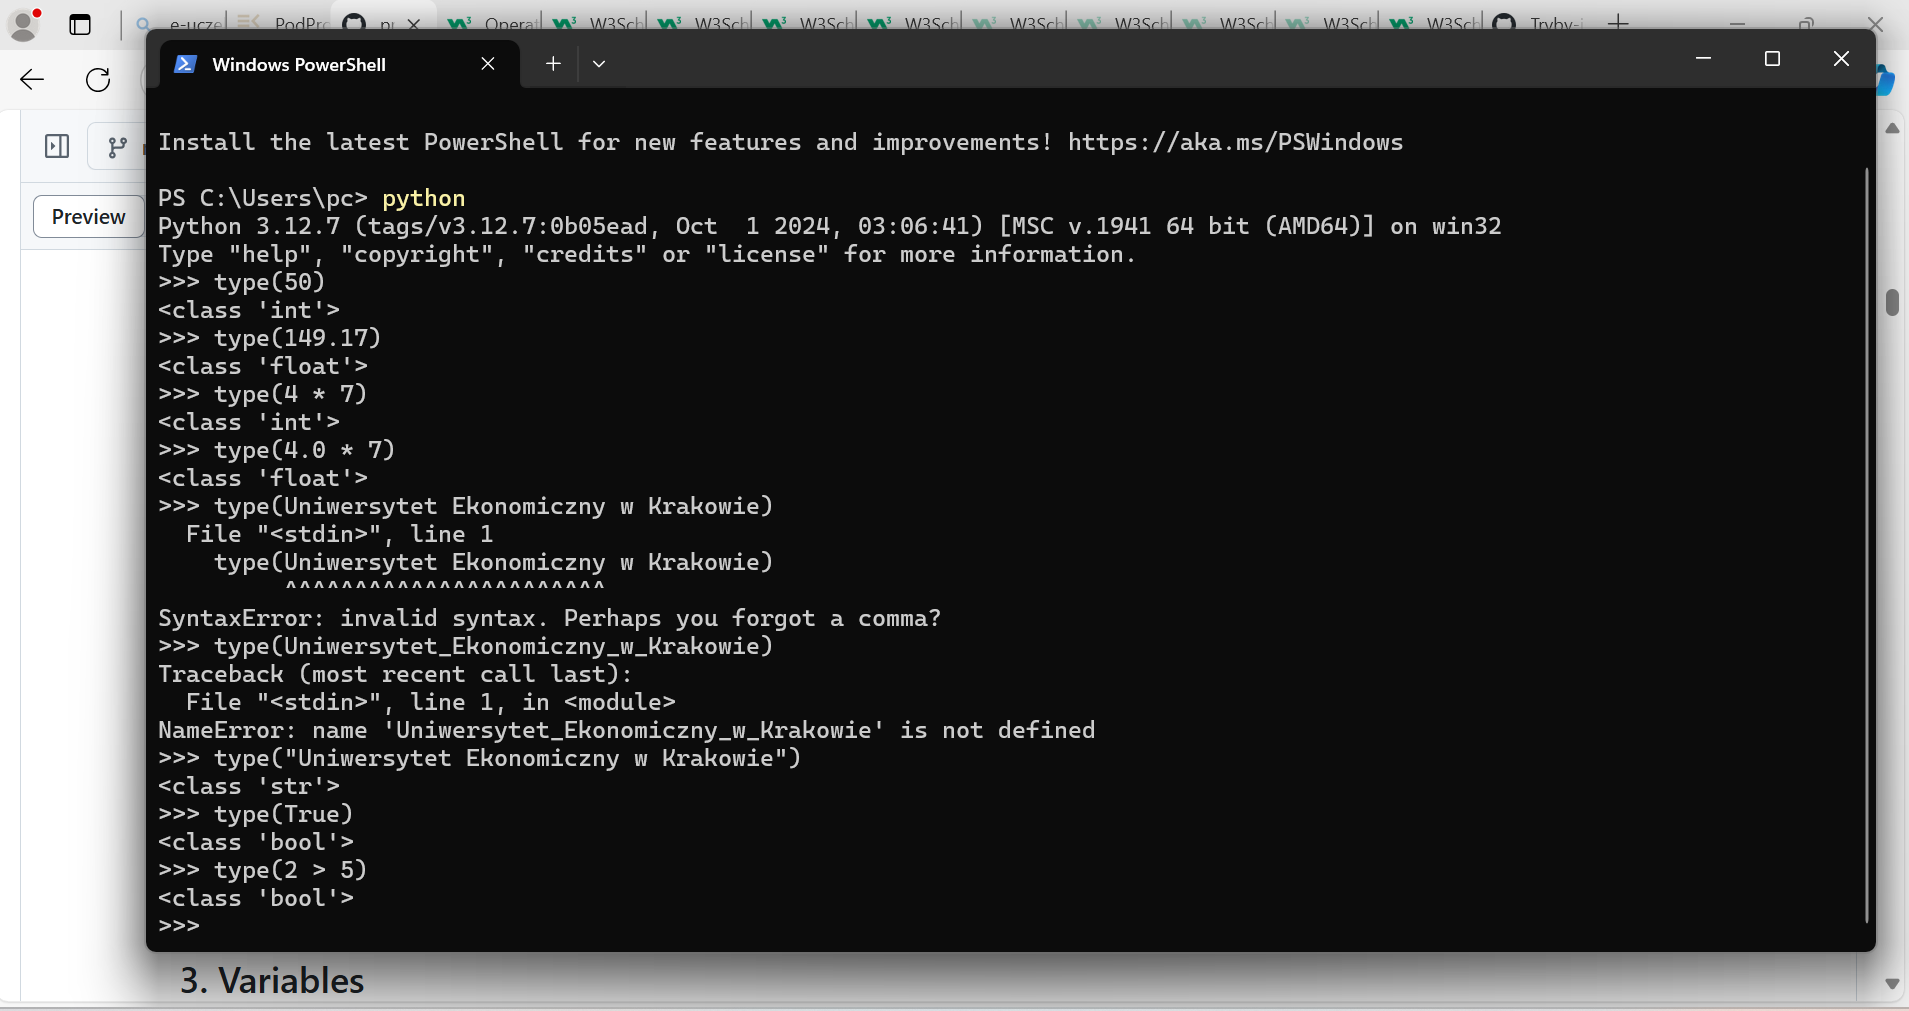 e-ucze
PodPro
Operat
W3Sch
W3Sch
W3Sch
W3Sch
W3Sch
W3Sch
W3Sch
W3Sch
W3Sch
Tryby-i
Windows PowerShell
Install the latest PowerShell for new features and improvements! https://aka.ms/PSWindows
Preview
PS C:\Users\pc> python
Python 3.12.7 (tags/v3.12.7:0b05ead, Oct  1 2024, 03:06:41) [MSC v.1941 64 bit (AMD64)] on win32
Type "help", "copyright", "credits" or "license" for more information.
>>> type(50)
<class 'int'>
>>> type(149.17)
<class 'float'>
>>> type(4 * 7)
<class 'int'>
>>> type(4.0 * 7)
<class 'float'>
>>> type(Uniwersytet Ekonomiczny w Krakowie)
  File "<stdin>", line 1
    type(Uniwersytet Ekonomiczny w Krakowie)
         ^^^^^^^^^^^^^^^^^^^^^^^
SyntaxError: invalid syntax. Perhaps you forgot a comma?
>>> type(Uniwersytet_Ekonomiczny_w_Krakowie)
Traceback (most recent call last):
  File "<stdin>", line 1, in <module>
NameError: name 'Uniwersytet_Ekonomiczny_w_Krakowie' is not defined
>>> type("Uniwersytet Ekonomiczny w Krakowie")
<class 'str'>
>>> type(True)
<class 'bool'>
>>> type(2 > 5)
<class 'bool'>
>>>
3. Variables